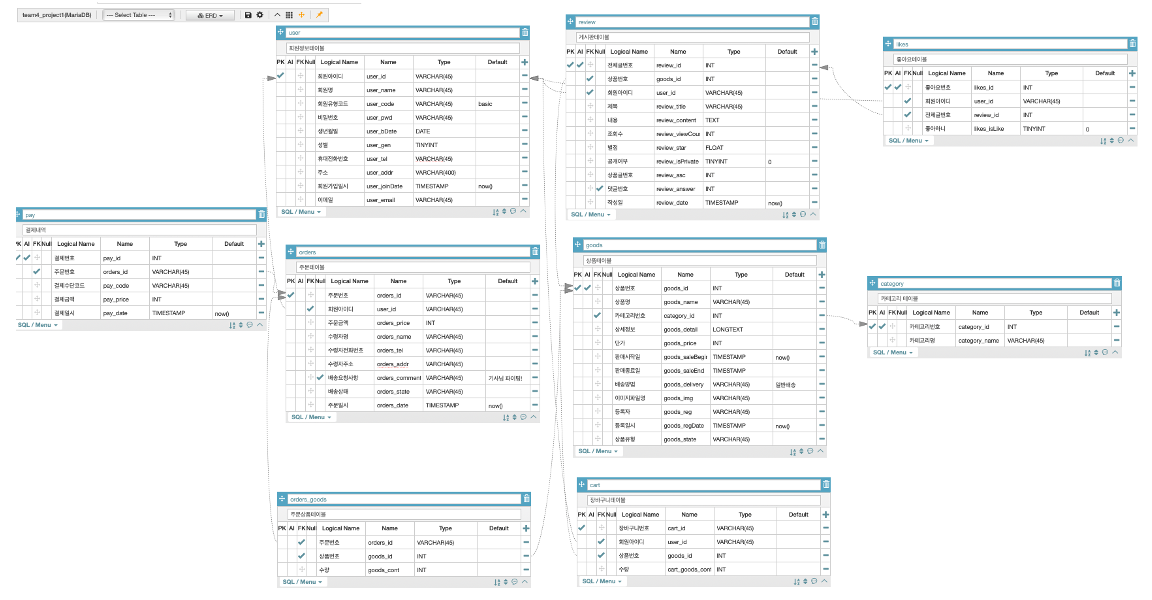 team4_project1(MariaDB) --- Select Table --- ERD
user
회원정보테이블
PK AI FK Null Logical Name Name Type Default
회원아이디 user_id VARCHAR(45)
회원명 user_name VARCHAR(45)
회원유형코드 user_code VARCHAR(45) basic
비밀번호 user_pwd VARCHAR(45)
생년월일 user_bDate DATE
성별 user_gen TINYINT
휴대전화번호 user_tel VARCHAR(45)
주소 user_addr VARCHAR(400)
회원가입일시 user_joinDate TIMESTAMP now()
이메일 user_email VARCHAR(45)
SQL / Menu
review
게시판테이블
PK AI FK Null Logical Name Name Type Default
전체글번호 review_id INT
상품번호 goods_id INT
회원아이디 user_id VARCHAR(45)
제목 review_title VARCHAR(45)
내용 review_content TEXT
조회수 review_viewCou INT
별점 review_star FLOAT
공개여부 review_isPrivate TINYINT 0
상품글번호 review_asc INT
댓글번호 review_answer INT
작성일 review_date TIMESTAMP now()
SQL / Menu
likes
좋아요테이블
PK AI FK Null Logical Name Name Type Default
좋아요번호 likes_id INT
회원아이디 user_id VARCHAR(45)
전체글번호 review_id INT
좋아하니 likes_isLike TINYINT 0
SQL / Menu
pay
결제내역
PK AI FK Null Logical Name Name Type Default
결제번호 pay_id INT
주문번호 orders_id VARCHAR(45)
결제수단코드 pay_code VARCHAR(45)
결제금액 pay_price INT
결제일시 pay_date TIMESTAMP now()
SQL / Menu
orders
주문테이블
PK AI FK Null Logical Name Name Type Default
주문번호 orders_id VARCHAR(45)
회원아이디 user_id VARCHAR(45)
주문금액 orders_price INT
수령자명 orders_name VARCHAR(45)
수령자전화번호 orders_tel VARCHAR(45)
수령자주소 orders_addr VARCHAR(45)
배송요청사항 orders_comment VARCHAR(45) 기사님 파이팅!
배송상태 orders_state VARCHAR(45)
주문일시 orders_date TIMESTAMP now()
SQL / Menu
goods
상품테이블
PK AI FK Null Logical Name Name Type Default
상품번호 goods_id INT
상품명 goods_name VARCHAR(45)
카테고리번호 category_id INT
상세정보 goods_detail LONGTEXT
단가 goods_price INT
판매시작일 goods_saleBegin TIMESTAMP now()
판매종료일 goods_saleEnd TIMESTAMP
배송방법 goods_delivery VARCHAR(45) 일반배송
이미지파일명 goods_img VARCHAR(45)
등록자 goods_reg VARCHAR(45)
등록일시 goods_regDate TIMESTAMP now()
상품유형 goods_state VARCHAR(45)
SQL / Menu
category
카테고리 테이블
PK AI FK Null Logical Name Name Type Default
카테고리번호 category_id INT
카테고리명 category_name VARCHAR(45)
SQL / Menu
orders_goods
주문상품테이블
PK AI FK Null Logical Name Name Type Default
주문번호 orders_id VARCHAR(45)
상품번호 goods_id INT
수량 goods_cont INT
SQL / Menu
cart
장바구니테이블
PK AI FK Null Logical Name Name Type Default
장바구니번호 cart_id VARCHAR(45)
회원아이디 user_id VARCHAR(45)
상품번호 goods_id INT
수량 cart_goods_cont INT
SQL / Menu